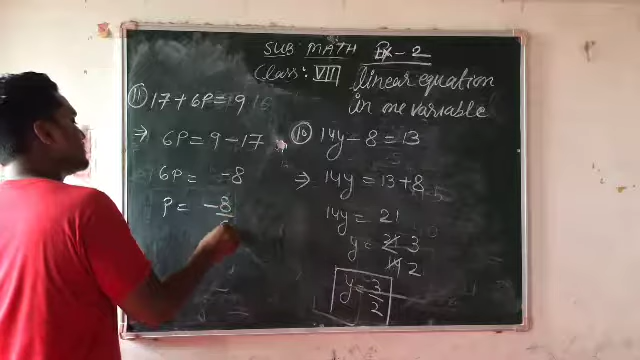 SUB MATH Ex-2
Class: VII linear equation
in one variable
11 17+6P=9
⇒ 6P=9-17
6P= -8
P= -8
10 14y-8=13
⇒ 14y=13+8
14y=21
y= 21 3
14 2
y=3
2